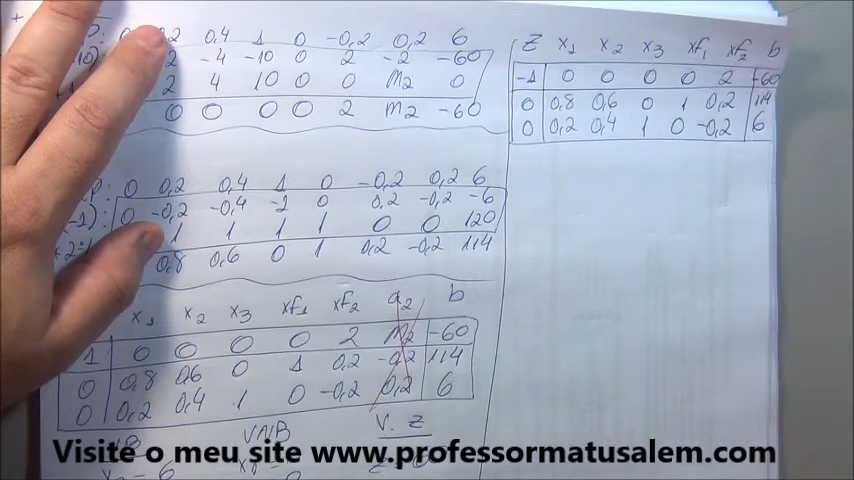 0,4 1 0 -0,2 0,2 6
2 -4 -10 0 2 -2 -60
2 4 10 0 0 M2 0
0 0 0 0 2 M2 -60
P: 0 0,2 0,4 1 0 -0,2 0,2 6
(-1): 0 -0,2 -0,4 -1 0 0,2 -0,2 -6
1 1 1 1 0 0 120
0,8 0,6 0 1 0,2 -0,2 114
x1 x2 x3 xF1 xF2 a2 b
1 0 0 0 0 2 M2 -60
0 0,8 0,6 0 1 0,2 -0,2 114
0 0,2 0,4 1 0 -0,2 0,2 6
VNB V. Z
Z x1 x2 x3 xF1 xF2 b
-1 0 0 0 0 2 -60
0 0,8 0,6 0 1 0,2 114
0 0,2 0,4 1 0 -0,2 6
Visite o meu site www.professormatusalem.com